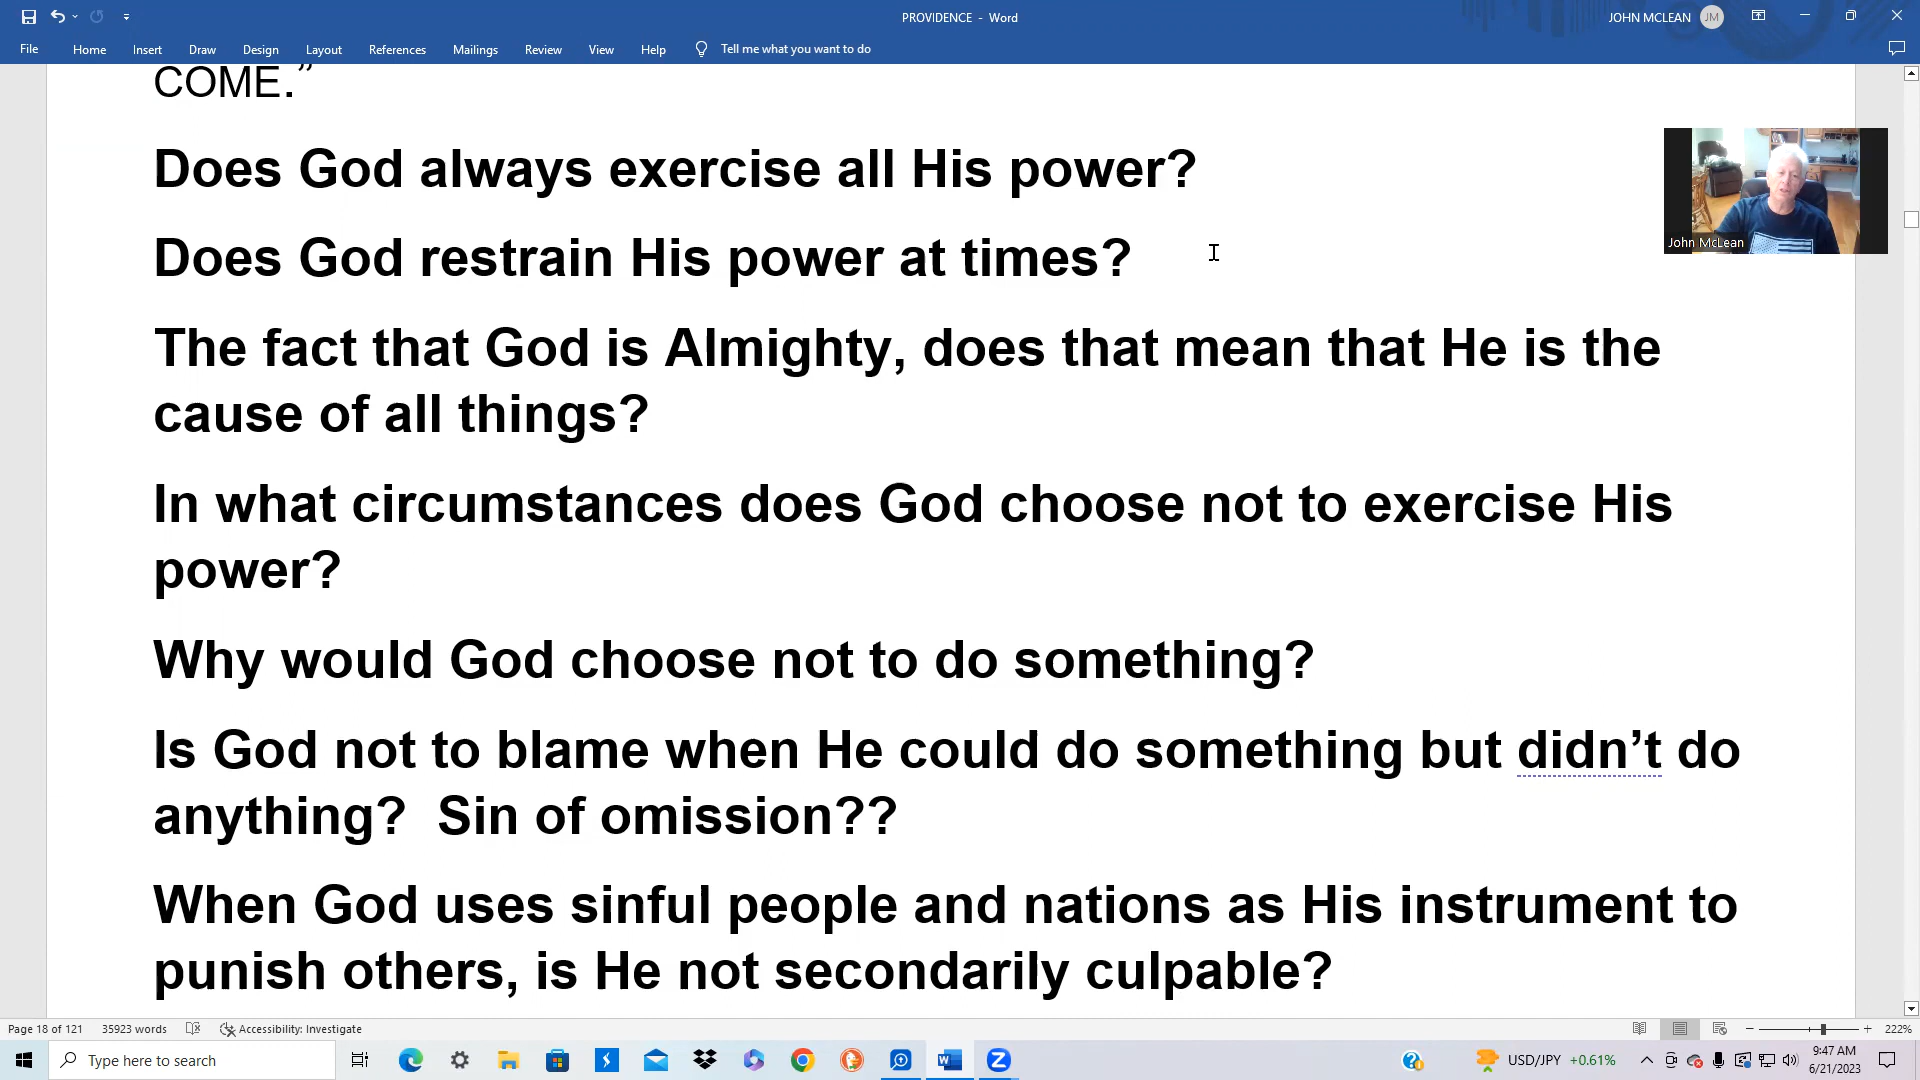 PROVIDENCE - Word
JOHN MCLEAN
JM
File Home Insert Draw Design Layout References Mailings Review View Help Tell me what you want to do
COME.”
Does God always exercise all His power?
Does God restrain His power at times?
The fact that God is Almighty, does that mean that He is the
cause of all things?
In what circumstances does God choose not to exercise His
power?
Why would God choose not to do something?
Is God not to blame when He could do something but didn’t do
anything?  Sin of omission??
When God uses sinful people and nations as His instrument to
punish others, is He not secondarily culpable?
John McLean
Page 18 of 121 35923 words Accessibility: Investigate
222%
Type here to search
USD/JPY +0.61%
9:47 AM
6/21/2023